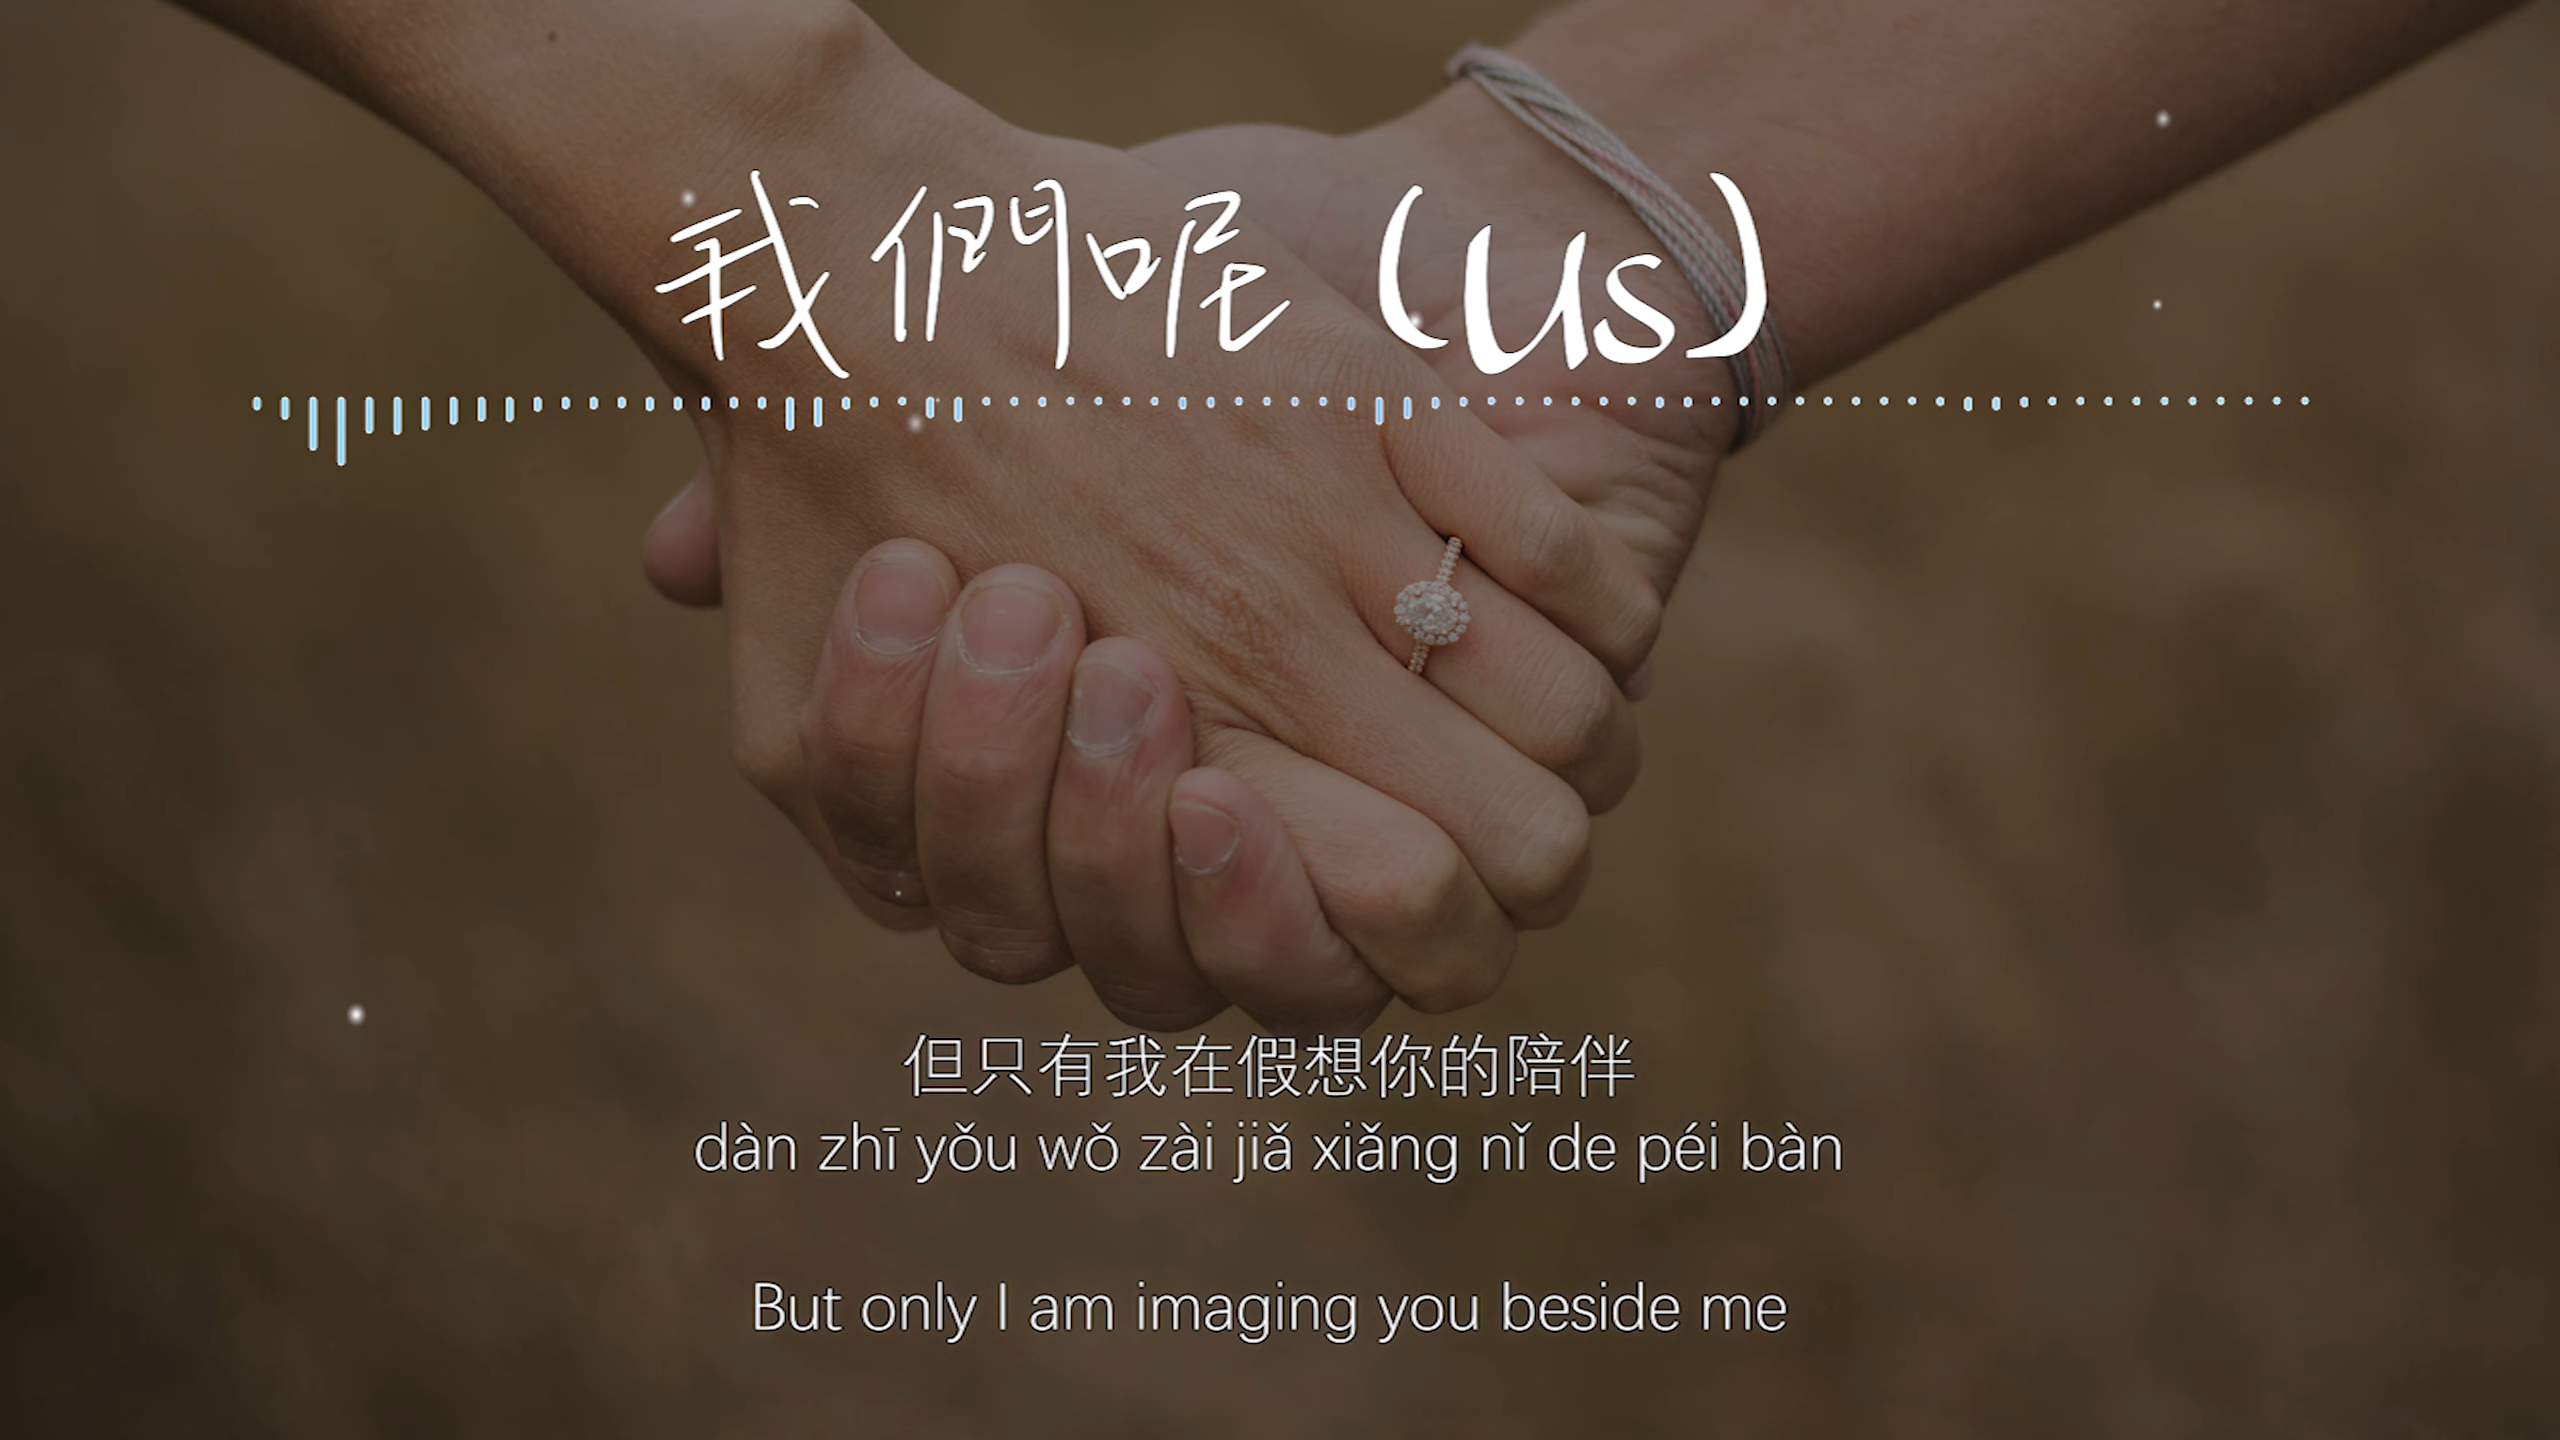 我們呢 (Us)
但只有我在假想你的陪伴
dàn zhī yǒu wǒ zài jiǎ xiǎng nǐ de péi bàn
But only I am imaging you beside me